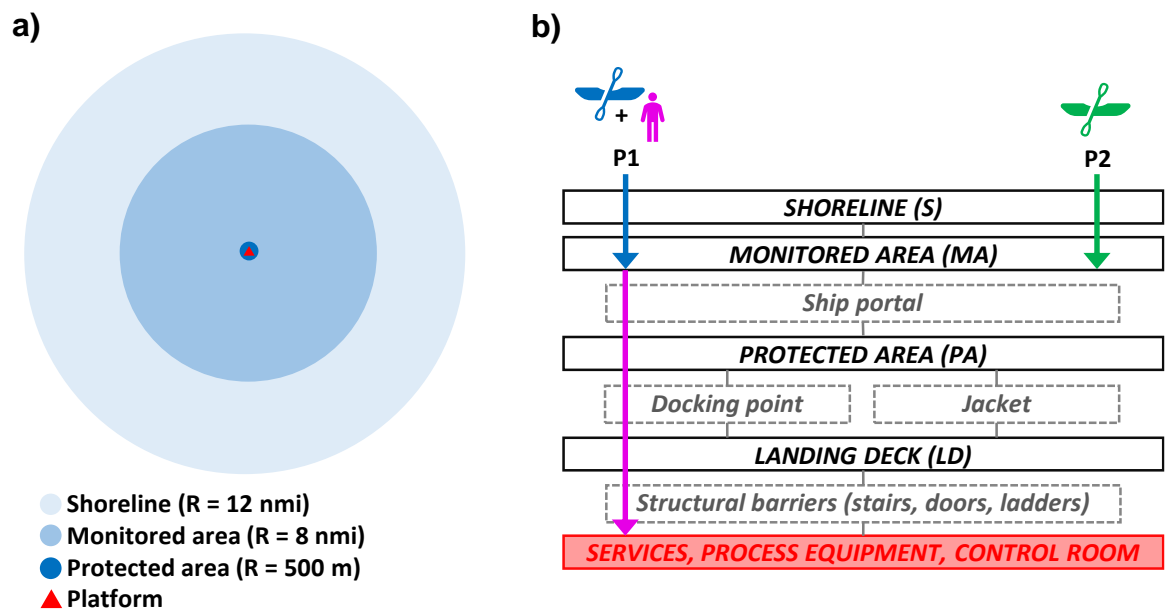 a)
Shoreline (R = 12 nmi)
Monitored area (R = 8 nmi)
Protected area (R = 500 m)
Platform
b)
+
P1
P2
SHORELINE (S)
MONITORED AREA (MA)
Ship portal
PROTECTED AREA (PA)
Docking point
Jacket
LANDING DECK (LD)
Structural barriers (stairs, doors, ladders)
SERVICES, PROCESS EQUIPMENT, CONTROL ROOM